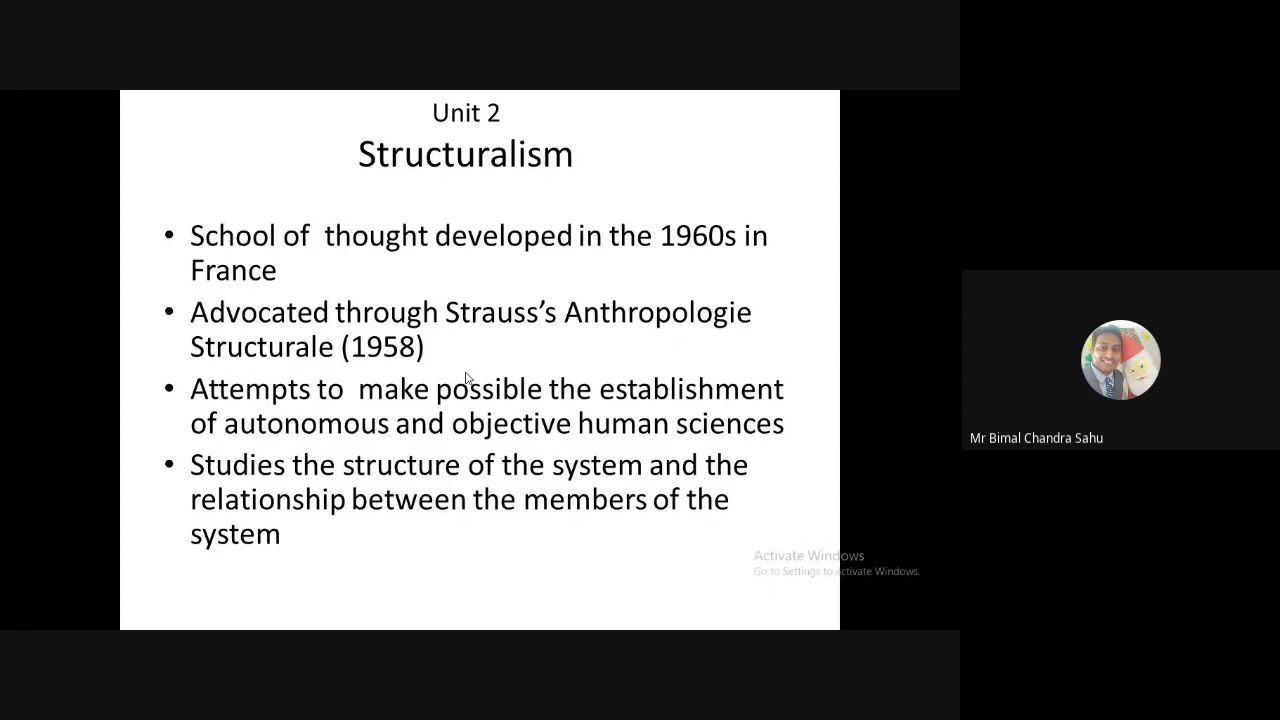 Unit 2
Structuralism
• School of  thought developed in the 1960s in
France
• Advocated through Strauss’s Anthropologie
Structurale (1958)
• Attempts to  make possible the establishment
of autonomous and objective human sciences
• Studies the structure of the system and the
relationship between the members of the
system
Activate Windows
Go to Settings to activate Windows.
Mr Bimal Chandra Sahu